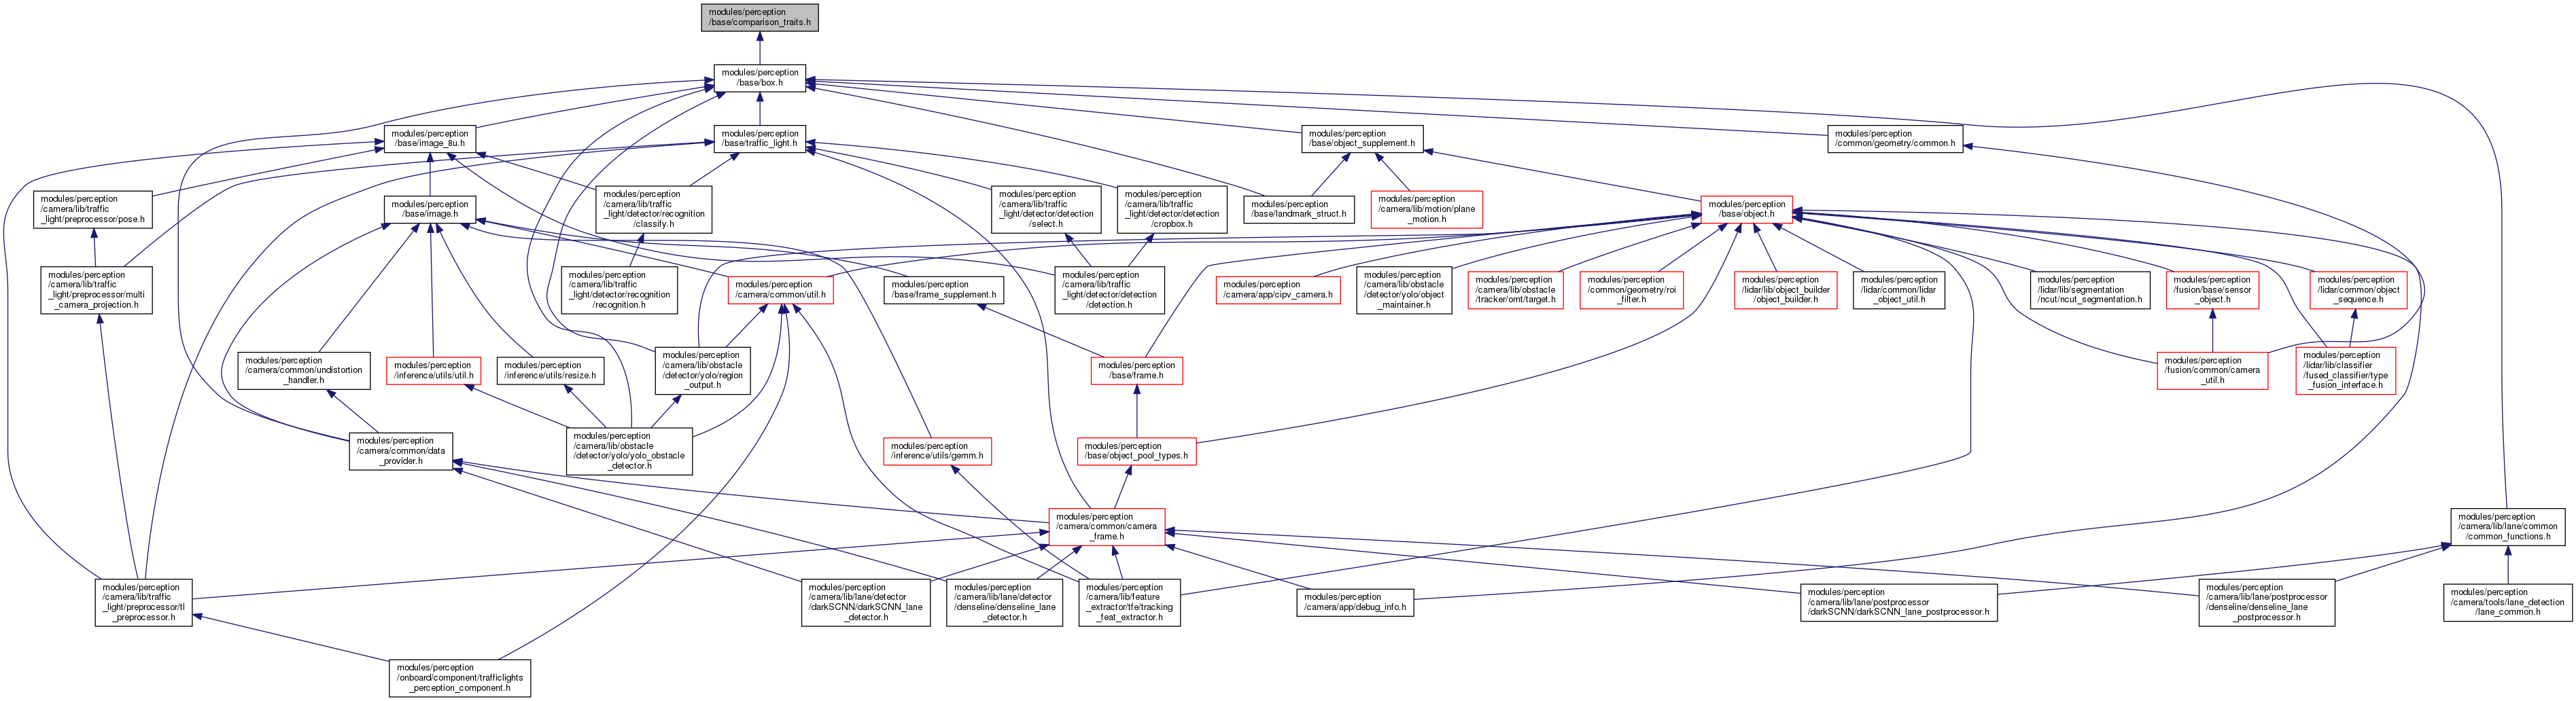 modules/perception
/base/comparison_traits.h
modules/perception
/base/box.h
modules/perception
/base/image_8u.h
modules/perception
/base/traffic_light.h
modules/perception
/base/object_supplement.h
modules/perception
/common/geometry/common.h
modules/perception
/camera/lib/traffic
_light/preprocessor/pose.h
modules/perception
/base/image.h
modules/perception
/camera/lib/traffic
_light/detector/recognition
/classify.h
modules/perception
/camera/lib/traffic
_light/detector/detection
/select.h
modules/perception
/camera/lib/traffic
_light/detector/detection
/cropbox.h
modules/perception
/base/landmark_struct.h
modules/perception
/camera/lib/motion/plane
_motion.h
modules/perception
/base/object.h
modules/perception
/camera/lib/traffic
_light/preprocessor/multi
_camera_projection.h
modules/perception
/camera/lib/traffic
_light/detector/recognition
/recognition.h
modules/perception
/camera/common/util.h
modules/perception
/base/frame_supplement.h
modules/perception
/camera/lib/traffic
_light/detector/detection
/detection.h
modules/perception
/camera/app/cipv_camera.h
modules/perception
/camera/lib/obstacle
/detector/yolo/object
_maintainer.h
modules/perception
/camera/lib/obstacle
/tracker/omt/target.h
modules/perception
/common/geometry/roi
_filter.h
modules/perception
/lidar/lib/object_builder
/object_builder.h
modules/perception
/lidar/common/lidar
_object_util.h
modules/perception
/lidar/lib/segmentation
/ncut/ncut_segmentation.h
modules/perception
/fusion/base/sensor
_object.h
modules/perception
/lidar/common/object
_sequence.h
modules/perception
/camera/common/undistortion
_handler.h
modules/perception
/inference/utils/util.h
modules/perception
/inference/utils/resize.h
modules/perception
/camera/lib/obstacle
/detector/yolo/region
_output.h
modules/perception
/base/frame.h
modules/perception
/fusion/common/camera
_util.h
modules/perception
/lidar/lib/classifier
/fused_classifier/type
_fusion_interface.h
modules/perception
/camera/common/data
_provider.h
modules/perception
/camera/lib/obstacle
/detector/yolo/yolo_obstacle
_detector.h
modules/perception
/inference/utils/gemm.h
modules/perception
/base/object_pool_types.h
modules/perception
/camera/common/camera
_frame.h
modules/perception
/camera/lib/lane/common
/common_functions.h
modules/perception
/camera/lib/traffic
_light/preprocessor/tl
_preprocessor.h
modules/perception
/camera/lib/lane/detector
/darkSCNN/darkSCNN_lane
_detector.h
modules/perception
/camera/lib/lane/detector
/denseline/denseline_lane
_detector.h
modules/perception
/camera/lib/feature
_extractor/tfe/tracking
_feat_extractor.h
modules/perception
/camera/app/debug_info.h
modules/perception
/camera/lib/lane/postprocessor
/darkSCNN/darkSCNN_lane_postprocessor.h
modules/perception
/camera/lib/lane/postprocessor
/denseline/denseline_lane
_postprocessor.h
modules/perception
/camera/tools/lane_detection
/lane_common.h
modules/perception
/onboard/component/trafficlights
_perception_component.h